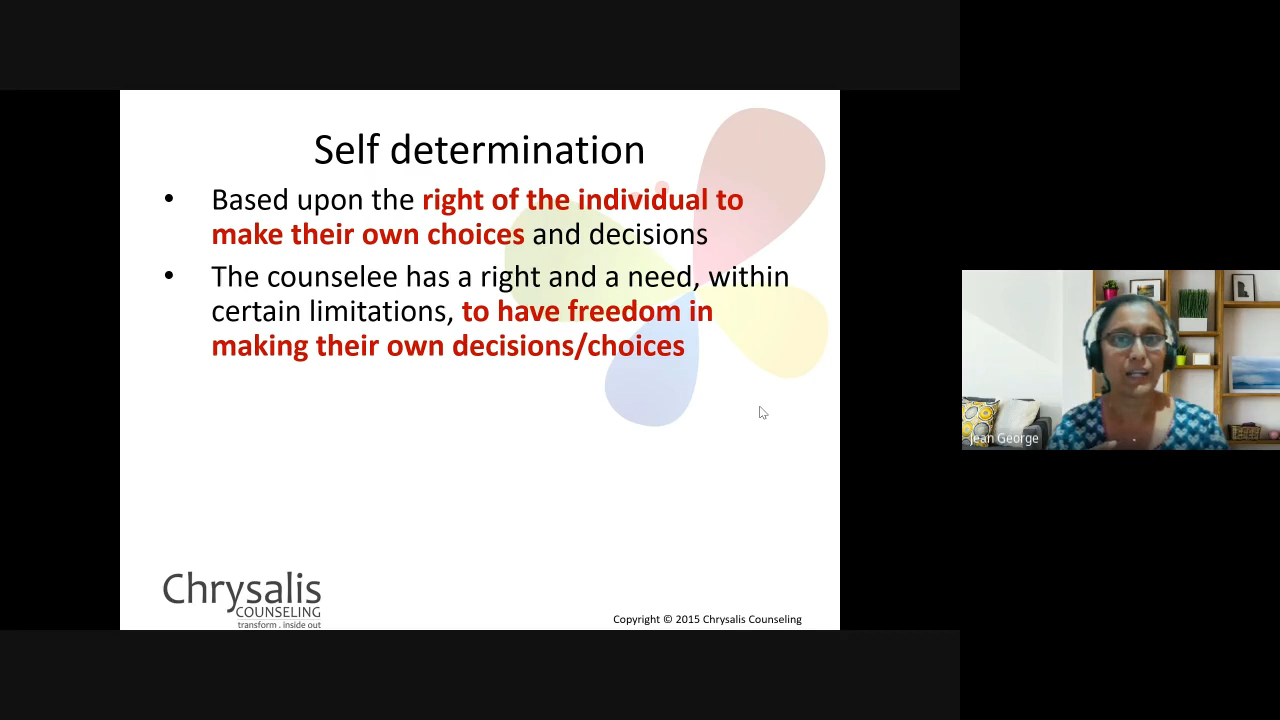 Self determination
• Based upon the right of the individual to
make their own choices and decisions
• The counselee has a right and a need, within
certain limitations, to have freedom in
making their own decisions/choices
Chrysalis
COUNSELING
transform . inside out
Copyright © 2015 Chrysalis Counseling
Jean George